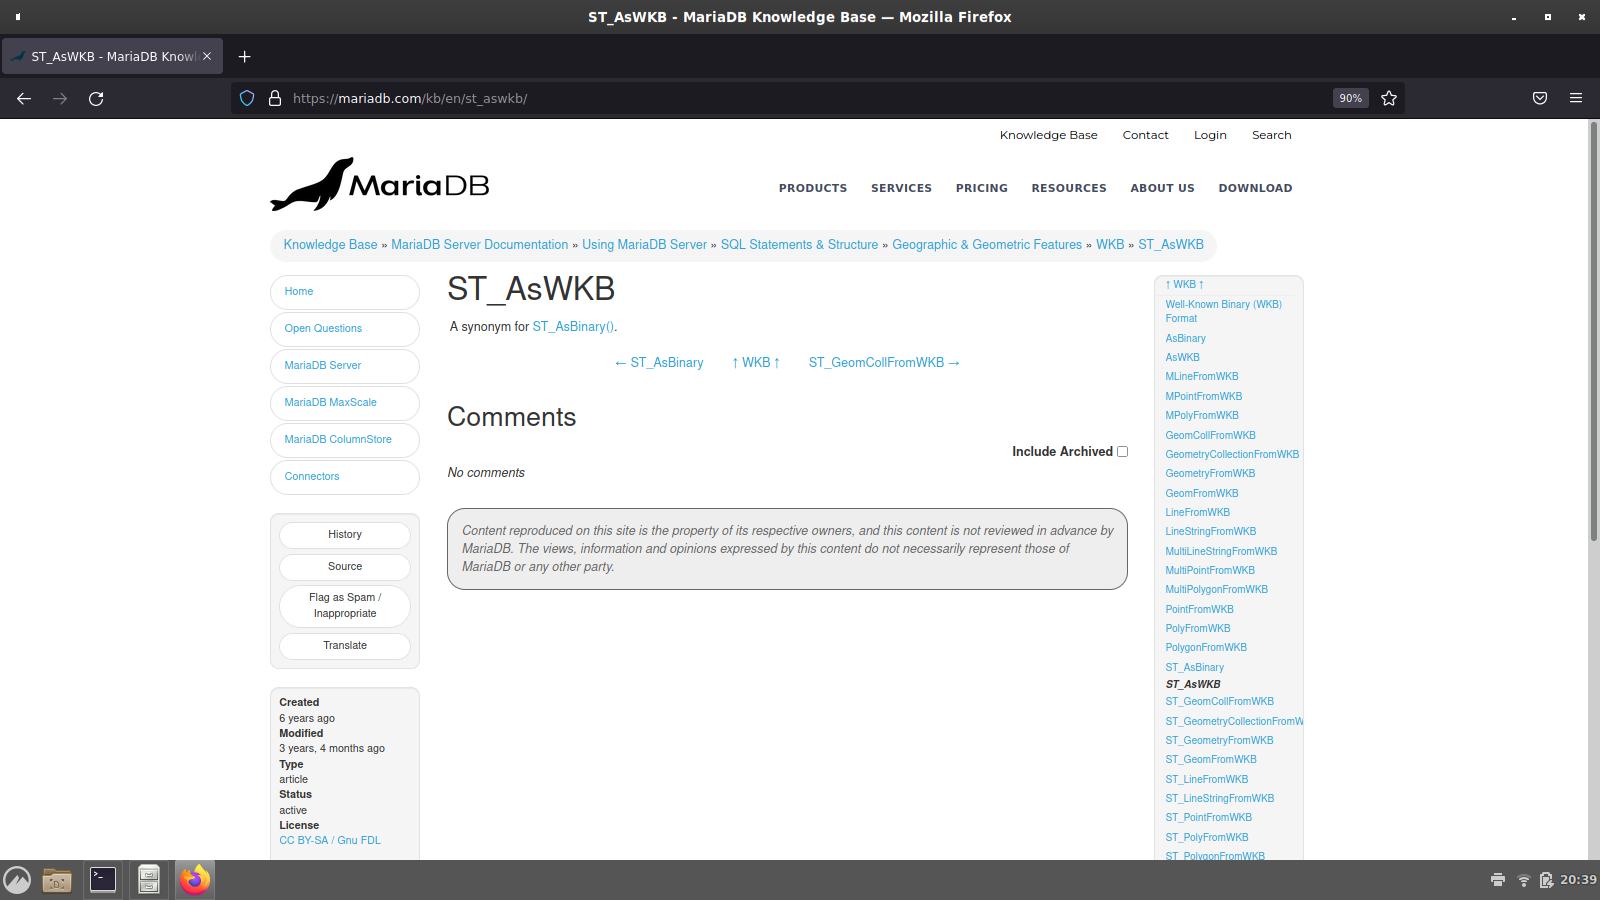 ST_AsWKB - MariaDB Knowledge Base — Mozilla Firefox
ST_AsWKB - MariaDB Knowl
https://mariadb.com/kb/en/st_aswkb/
90%
Knowledge Base Contact Login Search
MariaDB
PRODUCTS SERVICES PRICING RESOURCES ABOUT US DOWNLOAD
Knowledge Base » MariaDB Server Documentation » Using MariaDB Server » SQL Statements & Structure » Geographic & Geometric Features » WKB » ST_AsWKB
Home
Open Questions
MariaDB Server
MariaDB MaxScale
MariaDB ColumnStore
Connectors
History
Source
Flag as Spam /
Inappropriate
Translate
Created
6 years ago
Modified
3 years, 4 months ago
Type
article
Status
active
License
CC BY-SA / Gnu FDL
ST_AsWKB
A synonym for ST_AsBinary().
← ST_AsBinary ↑ WKB ↑ ST_GeomCollFromWKB →
Comments
Include Archived
No comments
Content reproduced on this site is the property of its respective owners, and this content is not reviewed in advance by
MariaDB. The views, information and opinions expressed by this content do not necessarily represent those of
MariaDB or any other party.
↑ WKB ↑
Well-Known Binary (WKB)
Format
AsBinary
AsWKB
MLineFromWKB
MPointFromWKB
MPolyFromWKB
GeomCollFromWKB
GeometryCollectionFromWKB
GeometryFromWKB
GeomFromWKB
LineFromWKB
LineStringFromWKB
MultiLineStringFromWKB
MultiPointFromWKB
MultiPolygonFromWKB
PointFromWKB
PolyFromWKB
PolygonFromWKB
ST_AsBinary
ST_AsWKB
ST_GeomCollFromWKB
ST_GeometryCollectionFromW
ST_GeometryFromWKB
ST_GeomFromWKB
ST_LineFromWKB
ST_LineStringFromWKB
ST_PointFromWKB
ST_PolyFromWKB
ST_PolygonFromWKB
20:39